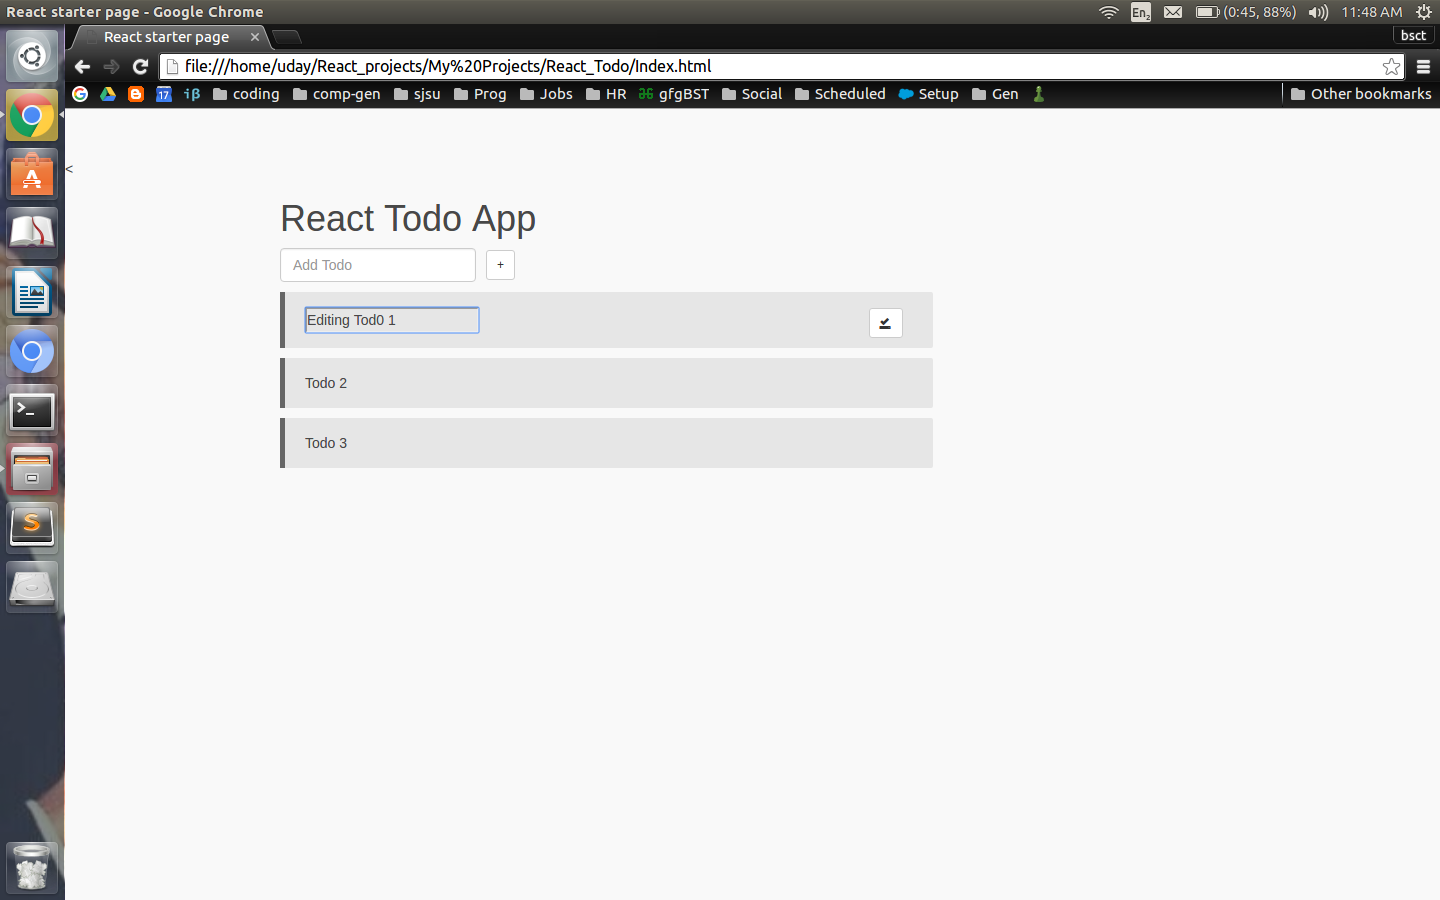 React starter page - Google Chrome
En2 (0:45, 88%) 11:48 AM
React starter page
bsct
file:///home/uday/React_projects/My%20Projects/React_Todo/Index.html
17 iβ coding comp-gen sjsu Prog Jobs HR gfgBST Social Scheduled Setup Gen Other bookmarks
<
React Todo App
Add Todo +
Editing Tod0 1
Todo 2
Todo 3